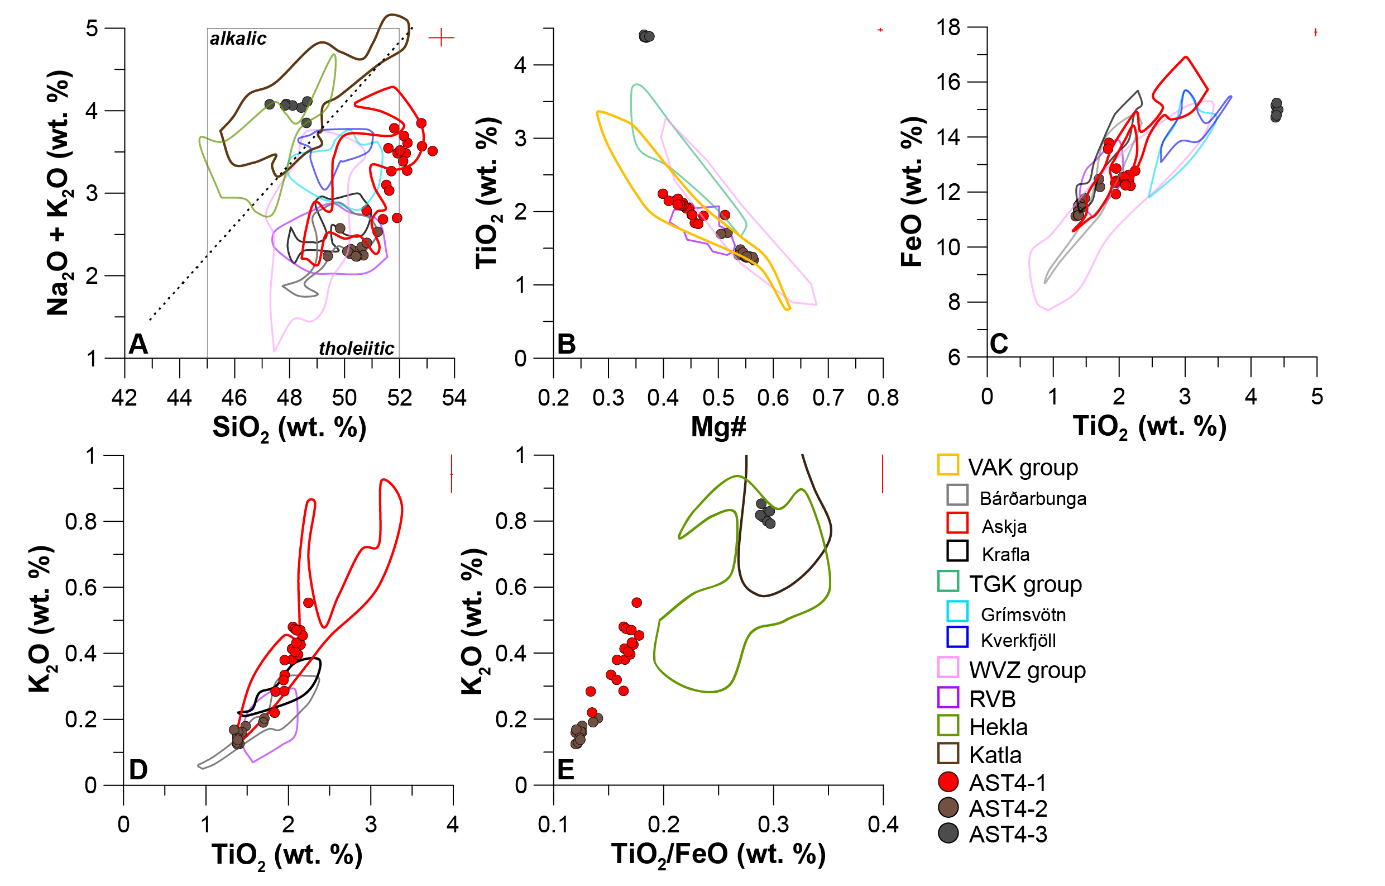 5
4
3
2
1
42
44
46
48
50
52
54
Na₂O + K₂O (wt. %)
SiO₂ (wt. %)
alkalic
tholeiitic
A
4
3
2
1
0
0.2
0.3
0.4
0.5
0.6
0.7
0.8
TiO₂ (wt. %)
Mg#
B
18
16
14
12
10
8
6
0
1
2
3
4
5
FeO (wt. %)
TiO₂ (wt. %)
C
1
0.8
0.6
0.4
0.2
0
0
1
2
3
4
K₂O (wt. %)
TiO₂ (wt. %)
D
1
0.8
0.6
0.4
0.2
0
0.1
0.2
0.3
0.4
K₂O (wt. %)
TiO₂/FeO (wt. %)
E
VAK group
Bárðarbunga
Askja
Krafla
TGK group
Grímsvötn
Kverkfjöll
WVZ group
RVB
Hekla
Katla
AST4-1
AST4-2
AST4-3